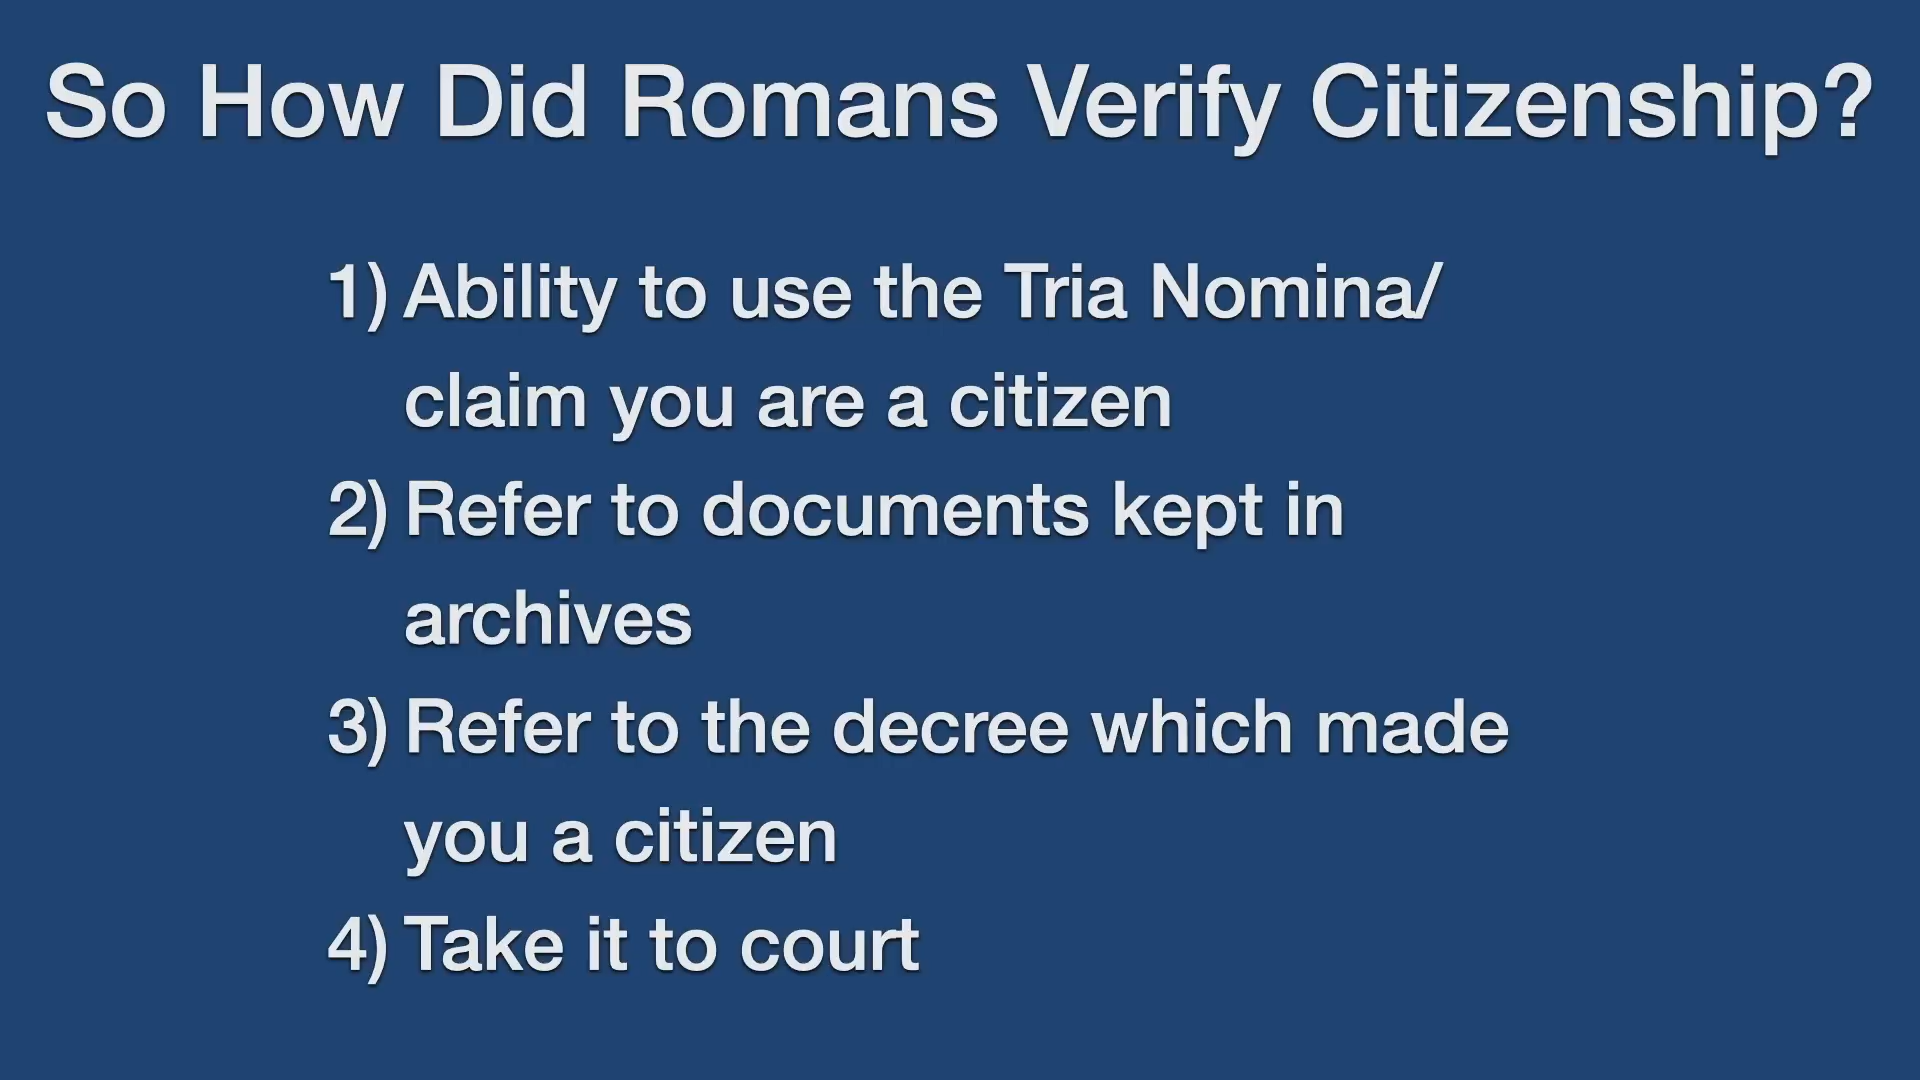 So How Did Romans Verify Citizenship?
1) Ability to use the Tria Nomina/
claim you are a citizen
2) Refer to documents kept in
archives
3) Refer to the decree which made
you a citizen
4) Take it to court